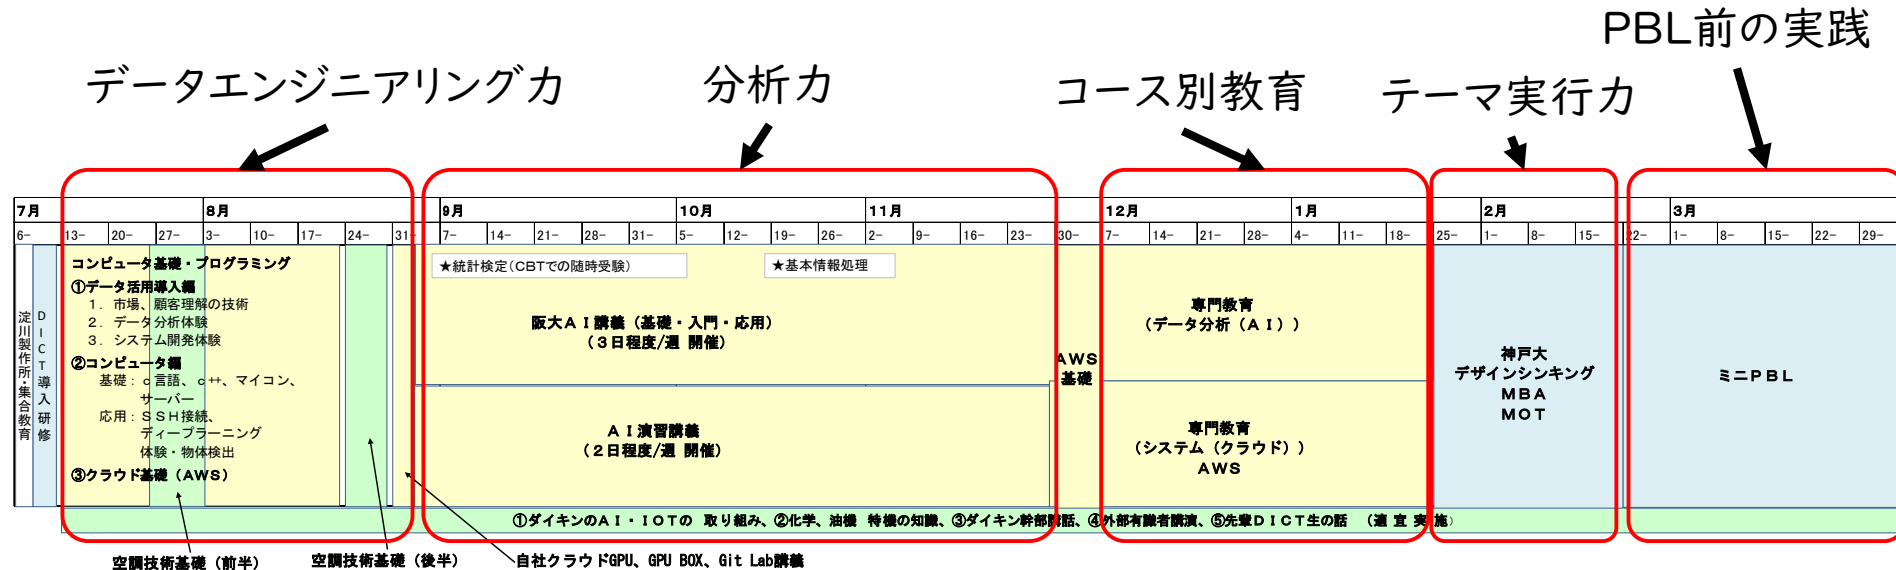 PBL前の実践
データエンジニアリング力
分析力
コース別教育
テーマ実行力
7月
8月
9月
10月
11月
12月
1月
2月
3月
6-
13-
20-
27-
3-
10-
17-
24-
31-
7-
14-
21-
28-
31-
5-
12-
19-
26-
2-
9-
16-
23-
30-
7-
14-
21-
28-
4-
11-
18-
25-
1-
8-
15-
22-
1-
8-
15-
22-
29-
淀川製作所・集合教育
DICT導入研修
コンピュータ基礎・プログラミング
①データ活用導入編
1. 市場、顧客理解の技術
2. データ分析体験
3. システム開発体験
②コンピュータ編
基礎:c言語、c++、マイコン、
サーバー
応用:SSH接続、
ディープラーニング
体験・物体検出
③クラウド基礎(AWS)
★統計検定(CBTでの随時受験)
★基本情報処理
阪大AI講義(基礎・入門・応用)
(3日程度/週 開催)
AI演習講義
(2日程度/週 開催)
AWS
基礎
専門教育
(データ分析(AI))
専門教育
(システム(クラウド))
AWS
神戸大
デザインシンキング
MBA
MOT
ミニPBL
①ダイキンのAI・IOTの 取り組み、②化学、油機 特機の知識、③ダイキン幹部講話、④外部有識者講演、⑤先輩DICT生の話 (適宜実施)
空調技術基礎(前半)
空調技術基礎(後半)
自社クラウドGPU、GPU BOX、Git Lab講義